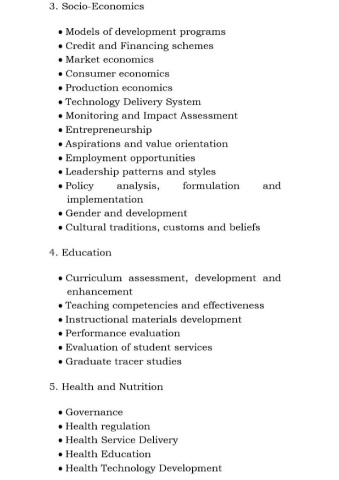 3. Socio-Economics
• Models of development programs
• Credit and Financing schemes
• Market economics
• Consumer economics
• Production economics
• Technology Delivery System
• Monitoring and Impact Assessment
• Entrepreneurship
• Aspirations and value orientation
• Employment opportunities
• Leadership patterns and styles
• Policy analysis, formulation and
implementation
• Gender and development
• Cultural traditions, customs and beliefs
4. Education
• Curriculum assessment, development and
enhancement
• Teaching competencies and effectiveness
• Instructional materials development
• Performance evaluation
• Evaluation of student services
• Graduate tracer studies
5. Health and Nutrition
• Governance
• Health regulation
• Health Service Delivery
• Health Education
• Health Technology Development